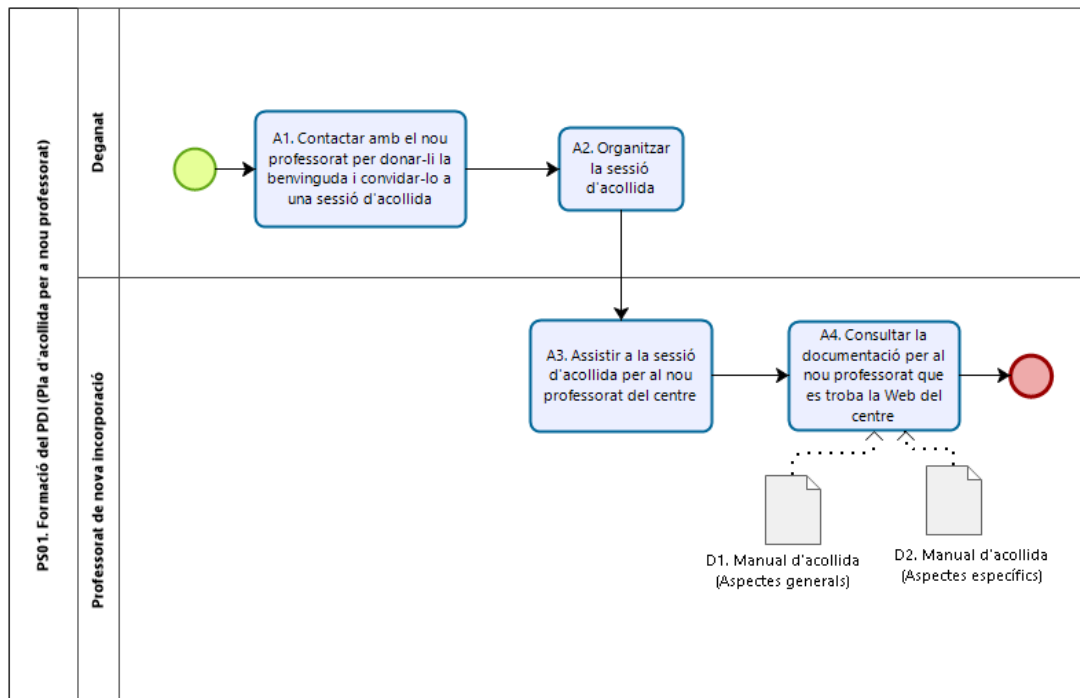 PS01. Formació del PDI (Pla d'acollida per a nou professorat)
Deganat
A1. Contactar amb el nou
professorat per donar-li la
benvinguda i convidar-lo a
una sessió d'acollida
A2. Organitzar
la sessió
d'acollida
Professorat de nova incorporació
A3. Assistir a la sessió
d'acollida per al nou
professorat del centre
A4. Consultar la
documentació per al
nou professorat que
es troba la Web del
centre
D1. Manual d'acollida
(Aspectes generals)
D2. Manual d'acollida
(Aspectes específics)